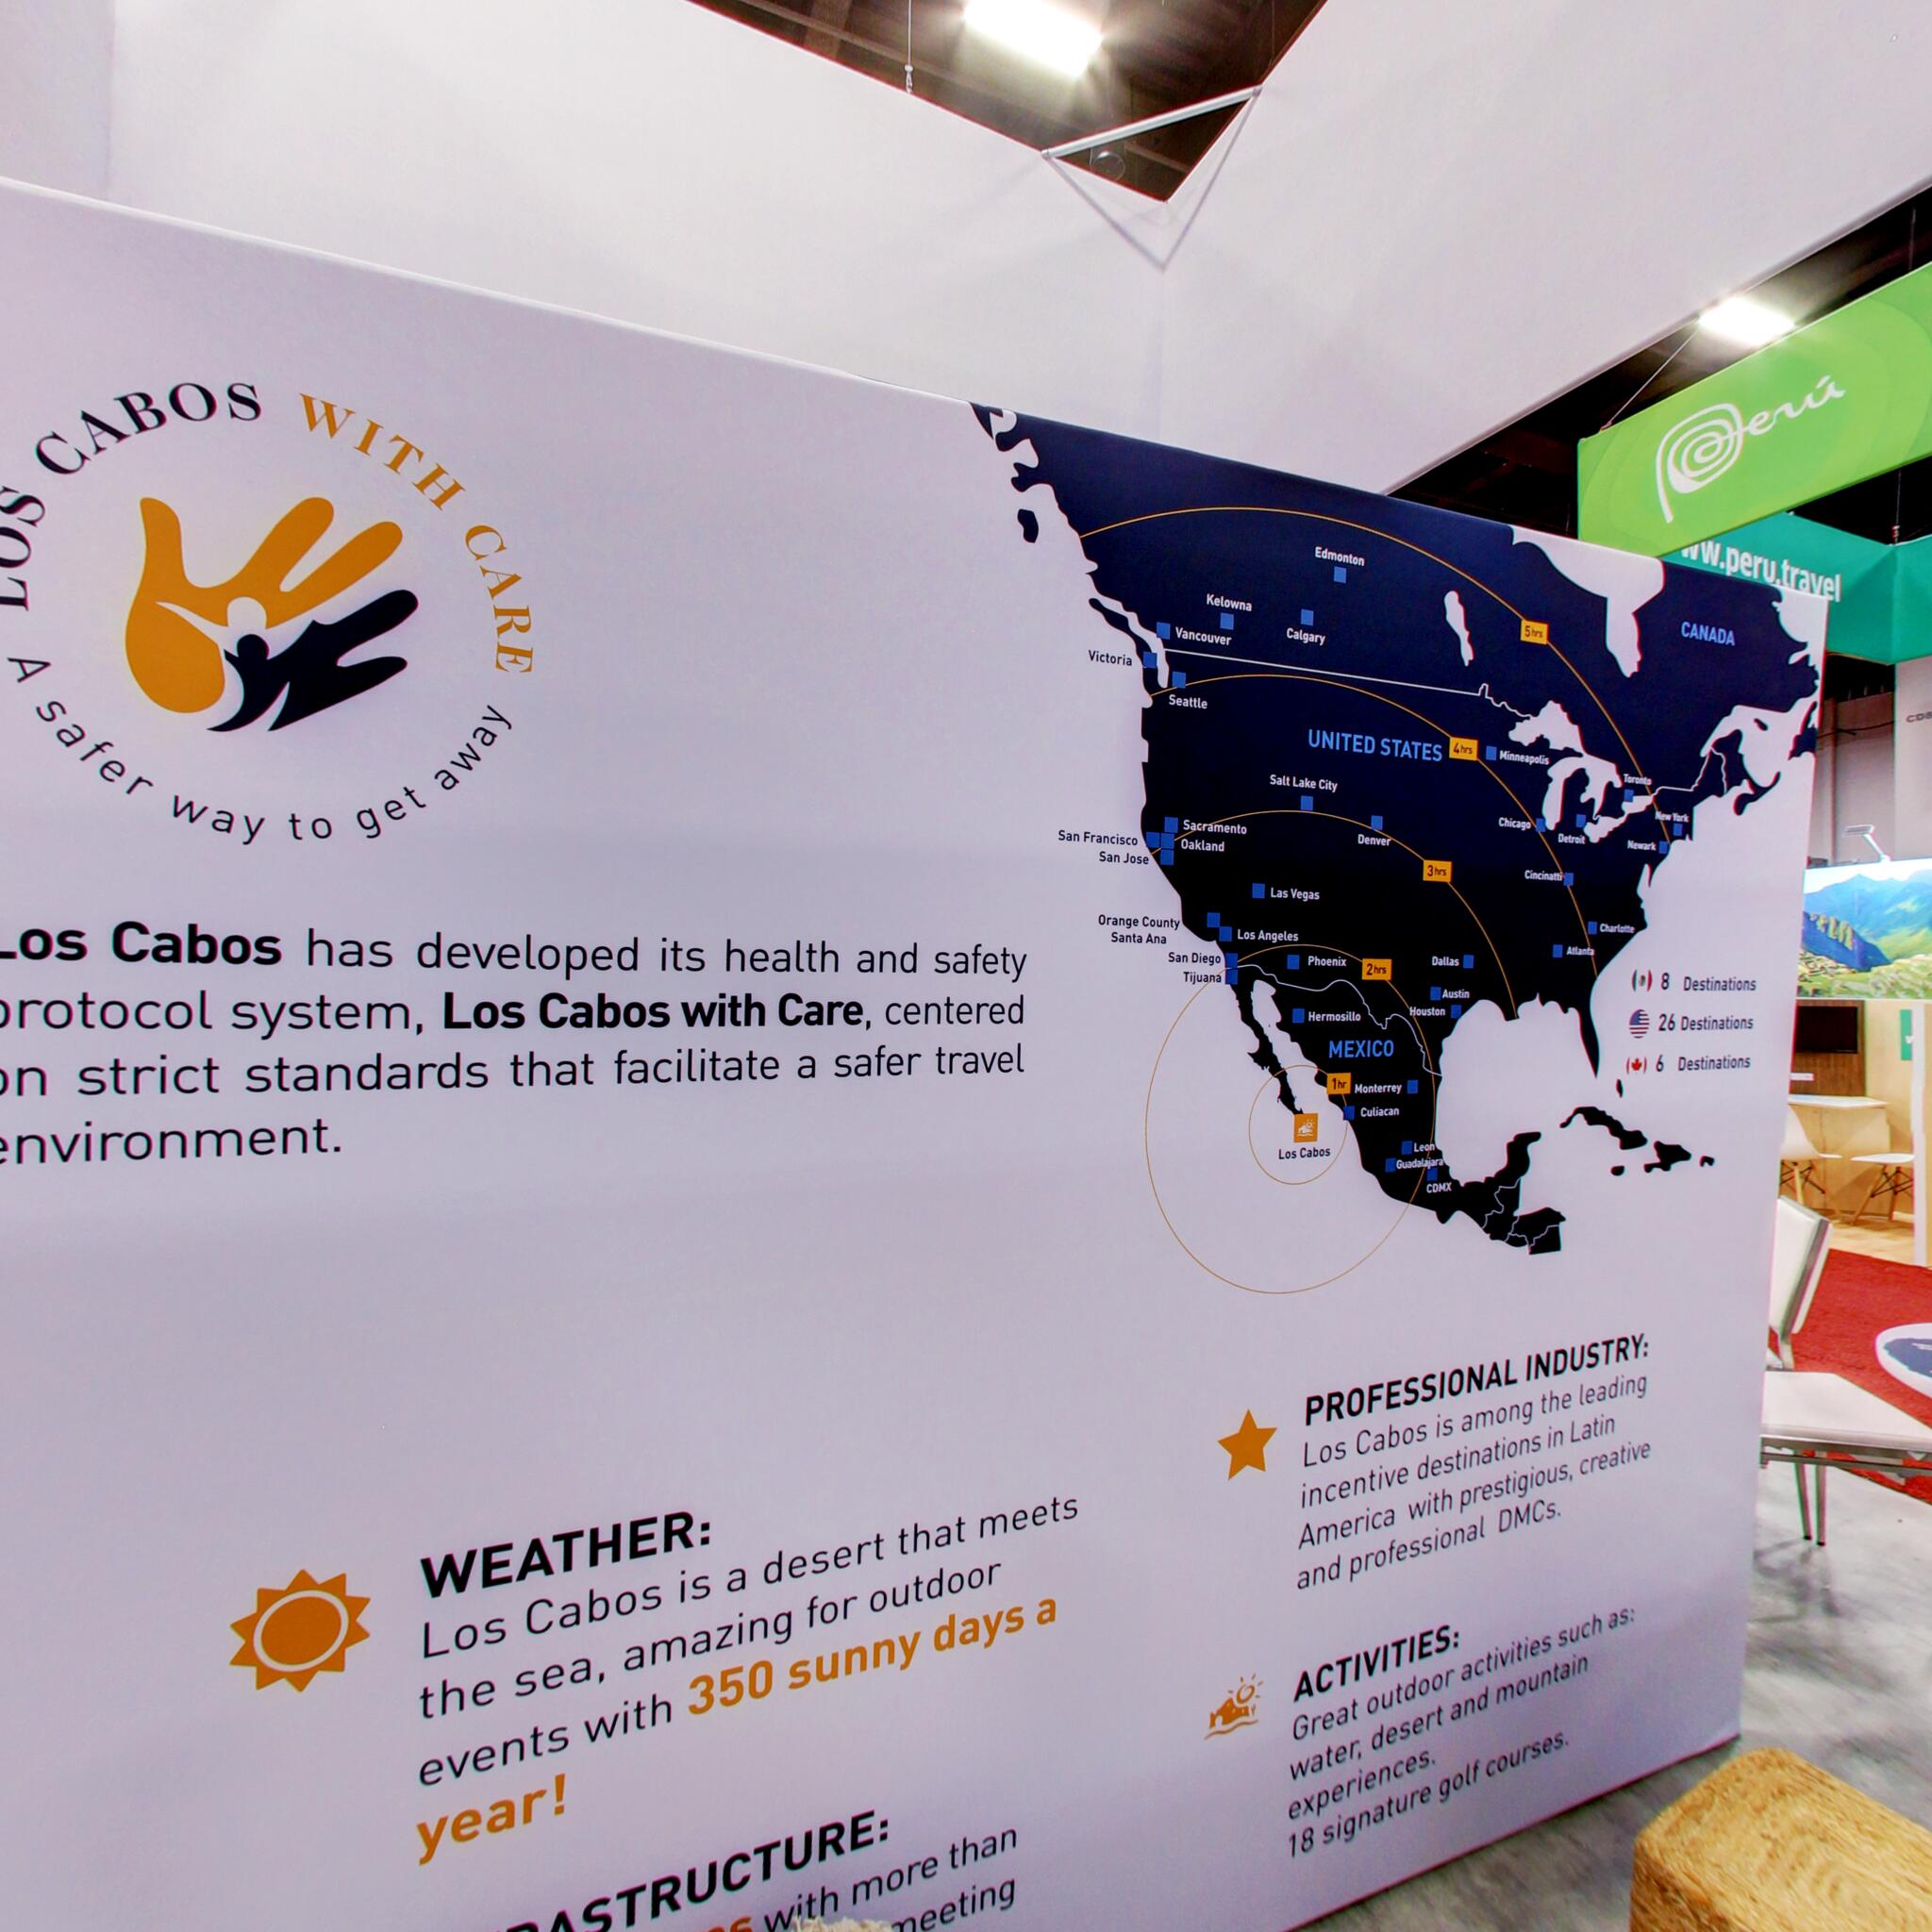 LOS CABOS WITH CARE
A safer way to get away
Los Cabos has developed its health and safety
protocol system, Los Cabos with Care, centered
on strict standards that facilitate a safer travel
environment.
WEATHER:
Los Cabos is a desert that meets
the sea, amazing for outdoor
events with 350 sunny days a
year!
RASTRUCTURE:
with more than
meeting
Edmonton
Kelowna
Calgary
Vancouver
Victoria
Seattle
5hrs
CANADA
UNITED STATES
4hrs
Minneapolis
Salt Lake City
Toronto
New York
Newark
Chicago
Detroit
Denver
Sacramento
San Francisco
Oakland
San Jose
3hrs
Cincinatti
Las Vegas
Orange County
Santa Ana
Los Angeles
Charlotte
Atlanta
San Diego
Tijuana
Phoenix
2hrs
Dallas
Austin
Houston
Hermosillo
MEXICO
1hr
Monterrey
Culiacan
Los Cabos
Leon
Guadalajara
CDMX
8 Destinations
26 Destinations
6 Destinations
PROFESSIONAL INDUSTRY:
Los Cabos is among the leading
incentive destinations in Latin
America with prestigious, creative
and professional DMCs.
ACTIVITIES:
Great outdoor activities such as:
water, desert and mountain
experiences.
18 signature golf courses.
Perú
ww.peru.travel